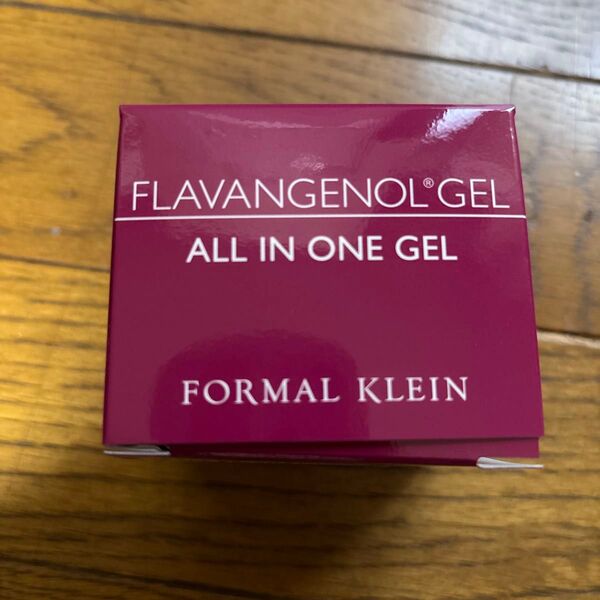 FLAVANGENOL® GEL
ALL IN ONE GEL
FORMAL KLEIN